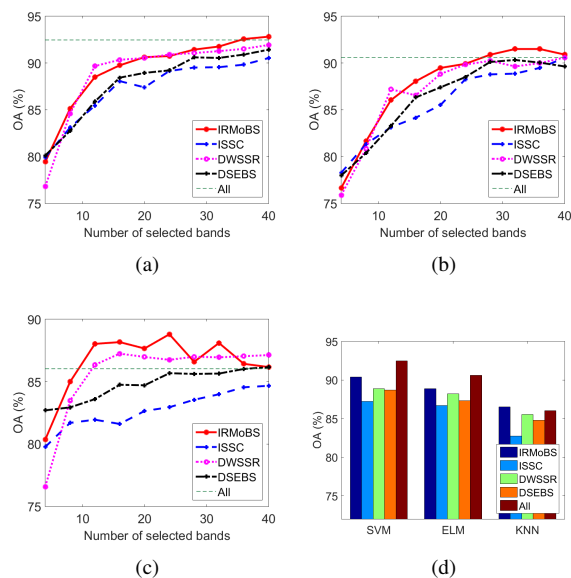 95
90
85
80
75
OA (%)
10 20 30 40
Number of selected bands
IRMoBS
ISSC
DWSSR
DSEBS
All
(a)
95
90
85
80
75
OA (%)
10 20 30 40
Number of selected bands
IRMoBS
ISSC
DWSSR
DSEBS
All
(b)
90
85
80
75
OA (%)
10 20 30 40
Number of selected bands
IRMoBS
ISSC
DWSSR
DSEBS
All
(c)
95
90
85
80
75
OA (%)
SVM ELM KNN
IRMoBS
ISSC
DWSSR
DSEBS
All
(d)